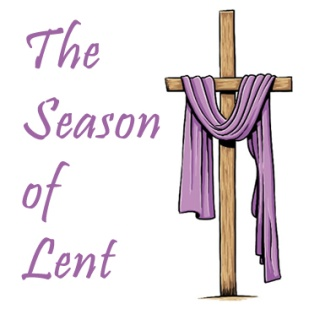 The
Season
of
Lent